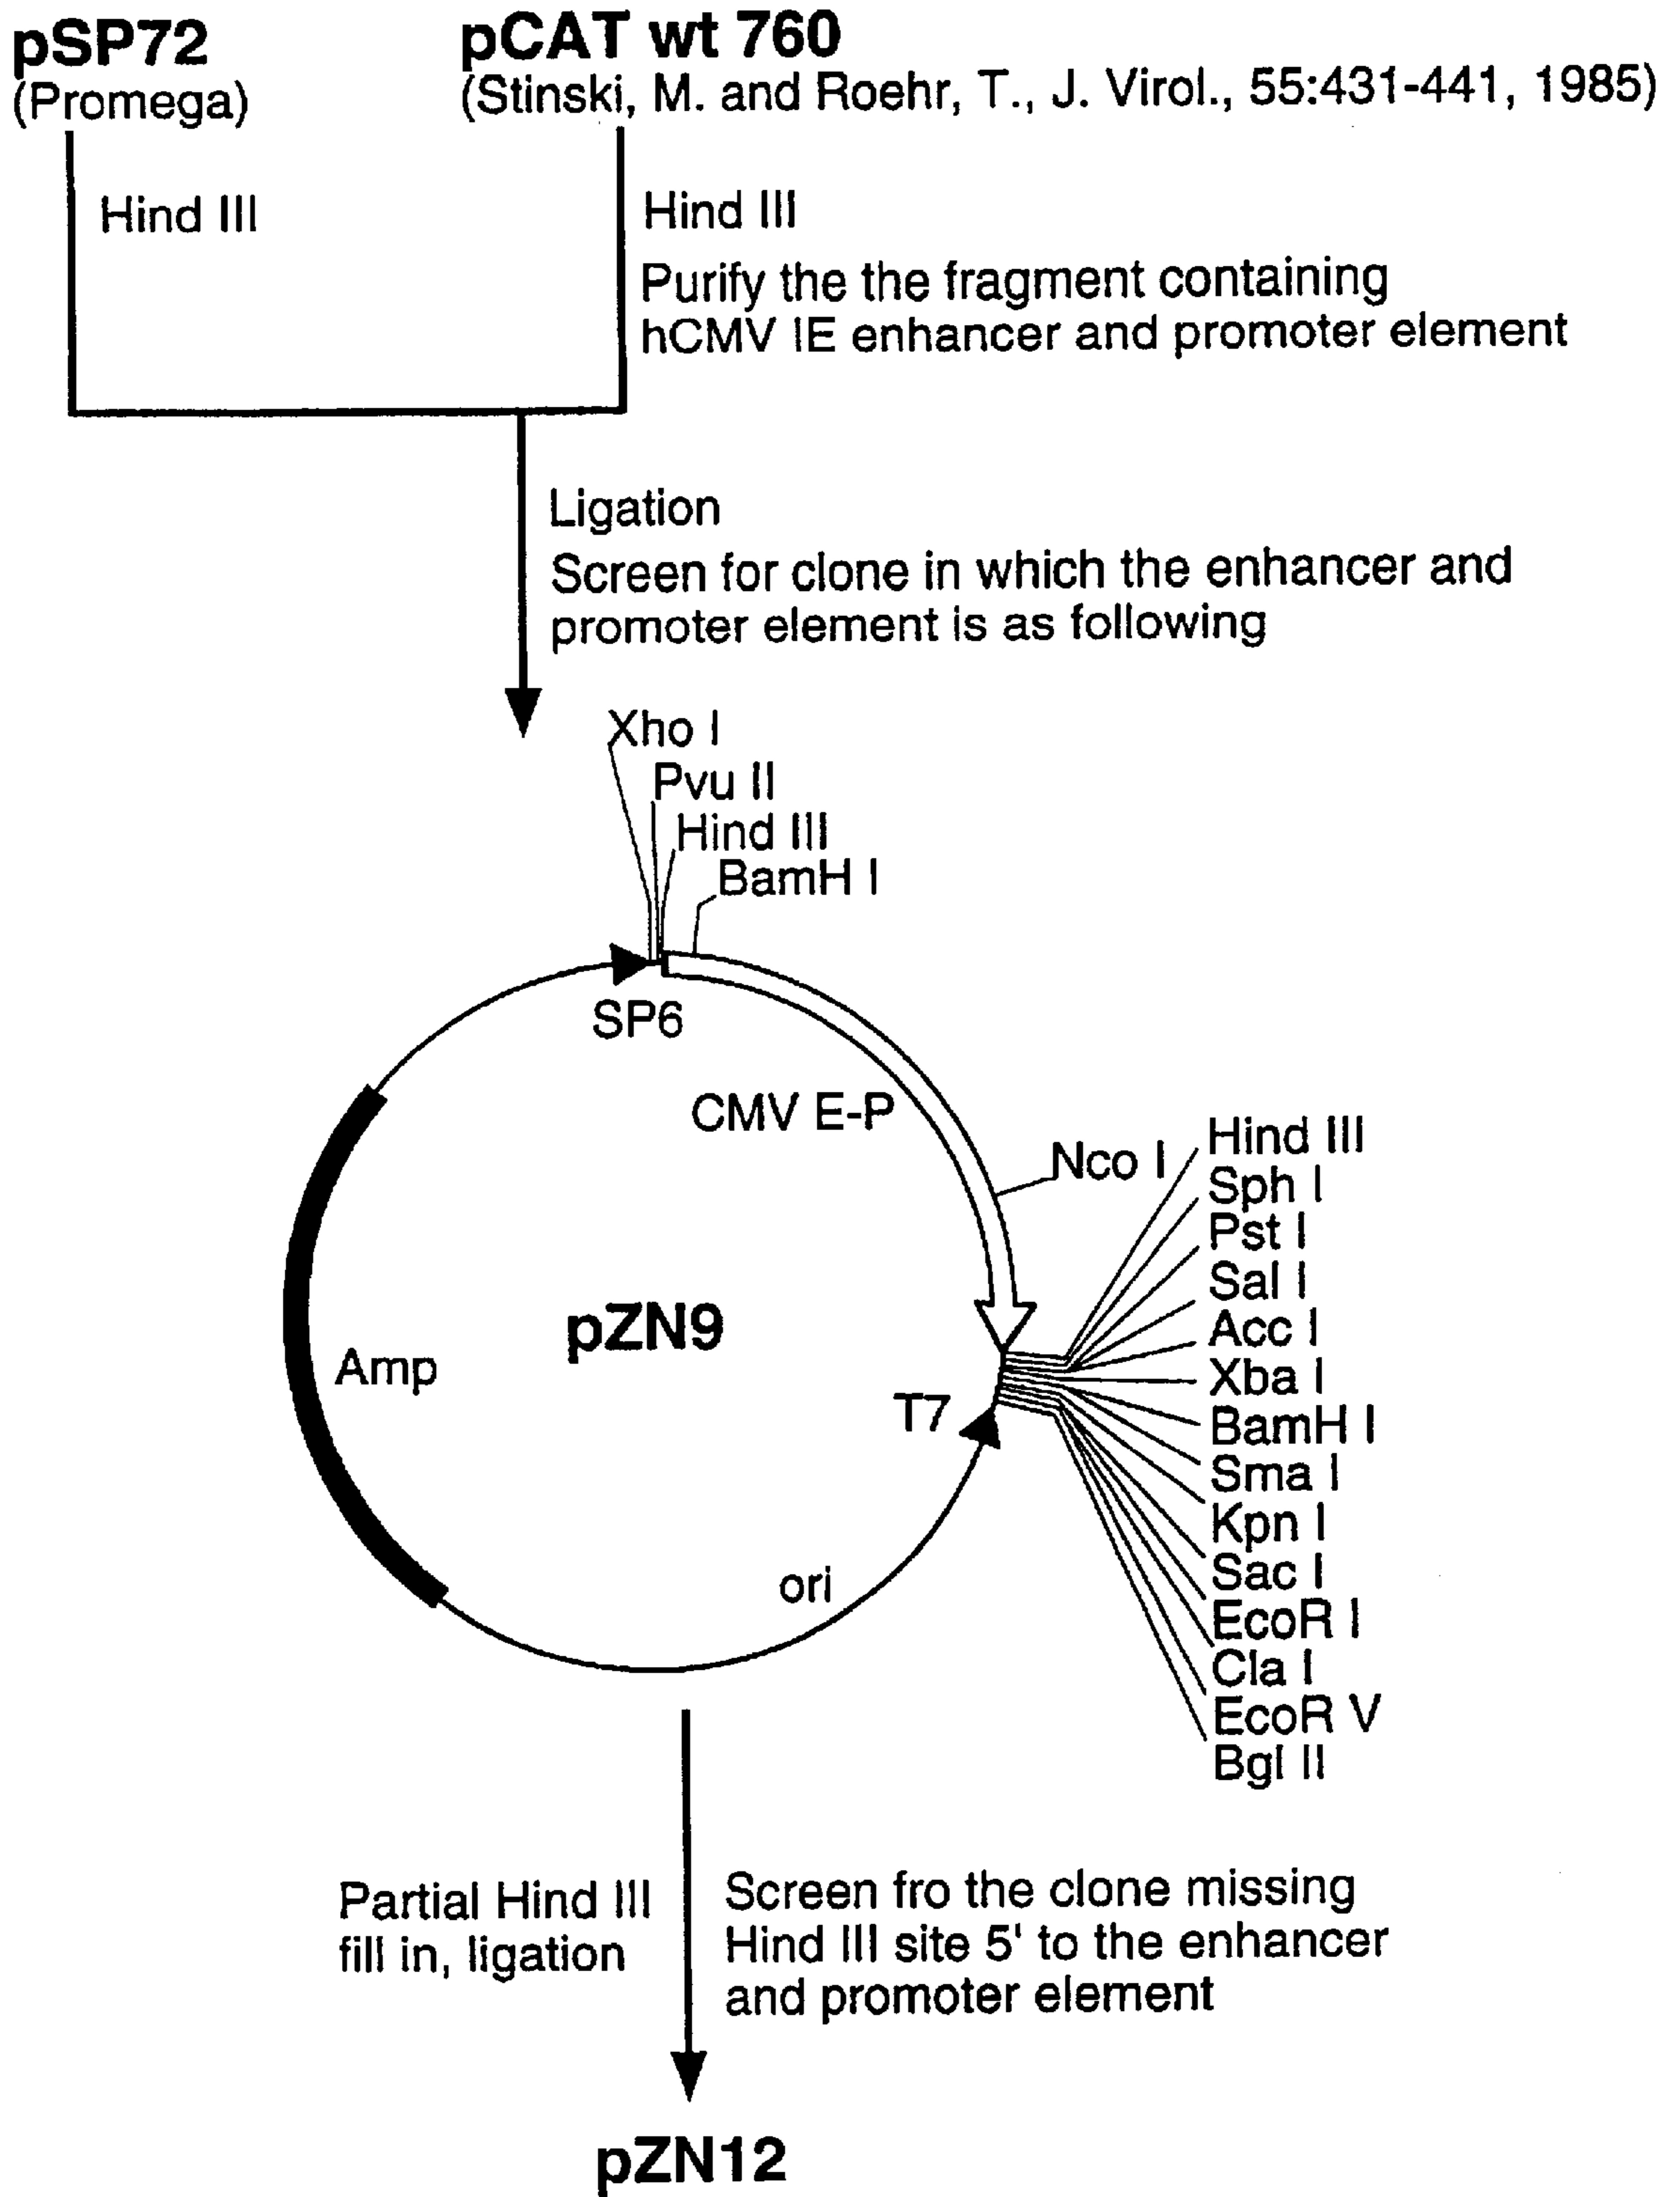 pSP72
(Promega)
pCAT wt 760
(Stinski, M. and Roehr, T., J. Virol., 55:431-441, 1985)
Hind III
Hind III
Purify the the fragment containing
hCMV IE enhancer and promoter element
Ligation
Screen for clone in which the enhancer and
promoter element is as following
Xho I
Pvu II
Hind III
BamH I
SP6
CMV E-P
Nco I
Hind III
Sph I
Pst I
Sal I
Acc I
Xba I
BamH I
Sma I
Kpn I
Sac I
EcoR I
Cla I
EcoR V
Bgl II
pZN9
Amp
T7
ori
Partial Hind III
fill in, ligation
Screen fro the clone missing
Hind III site 5' to the enhancer
and promoter element
pZN12